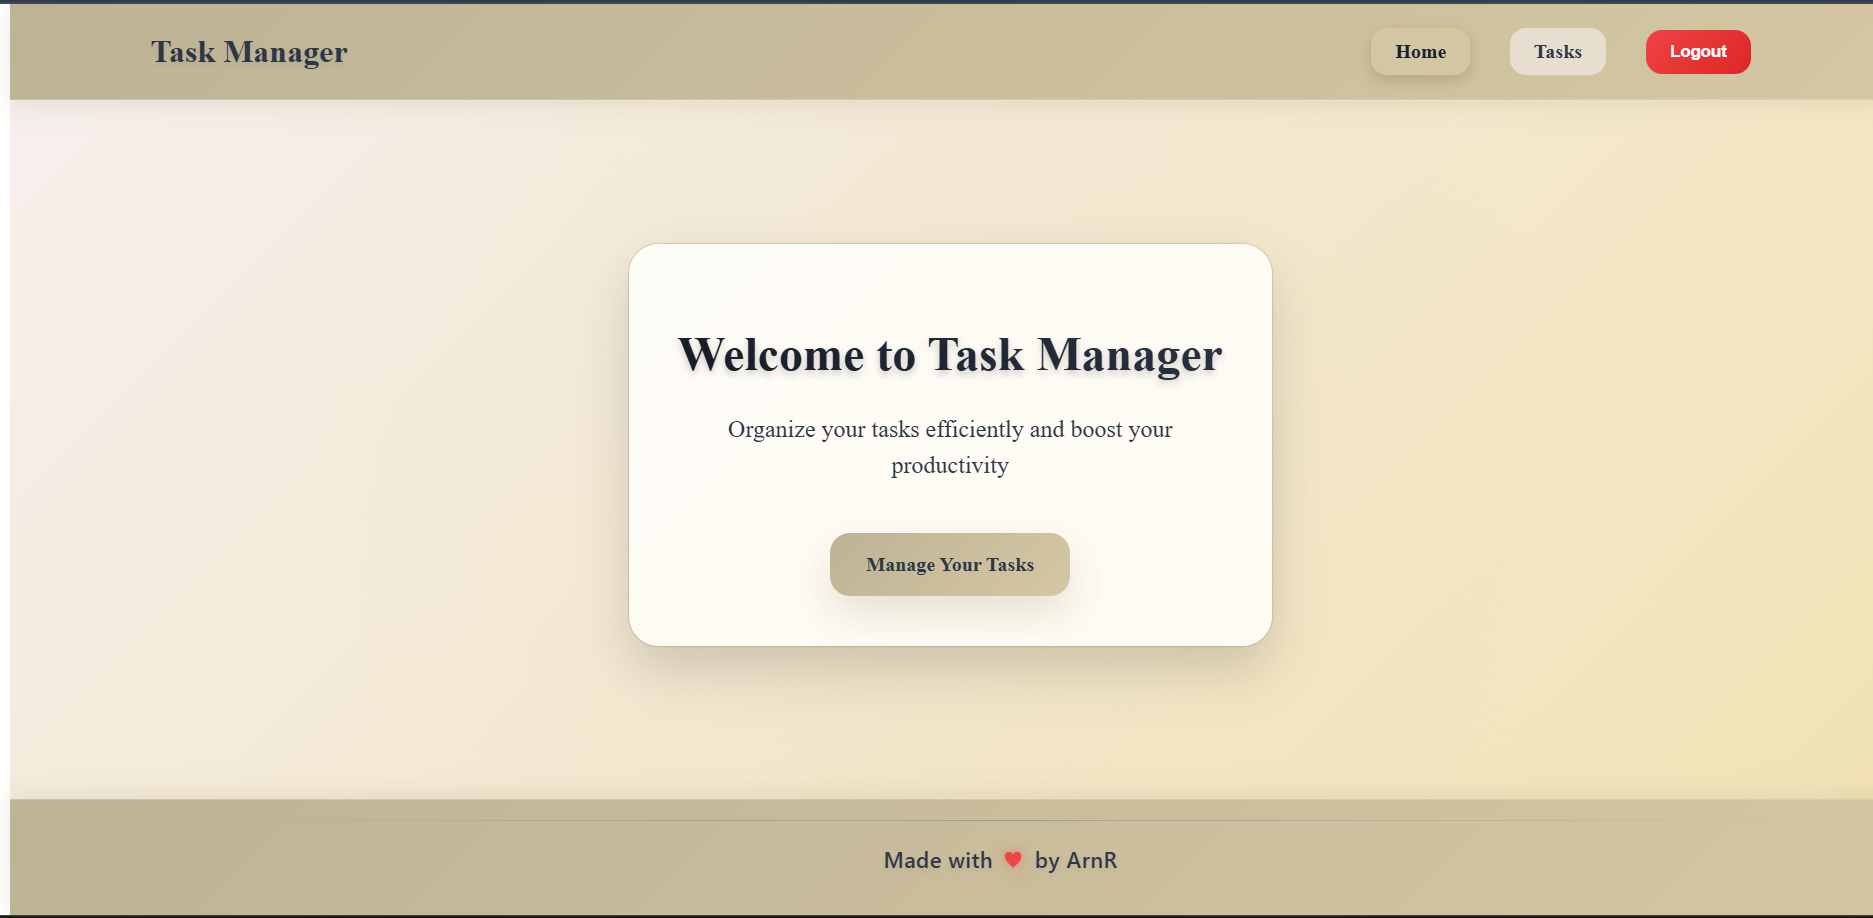 Task Manager
Home
Tasks
Logout
Welcome to Task Manager
Organize your tasks efficiently and boost your
productivity
Manage Your Tasks
Made with ❤ by ArnR